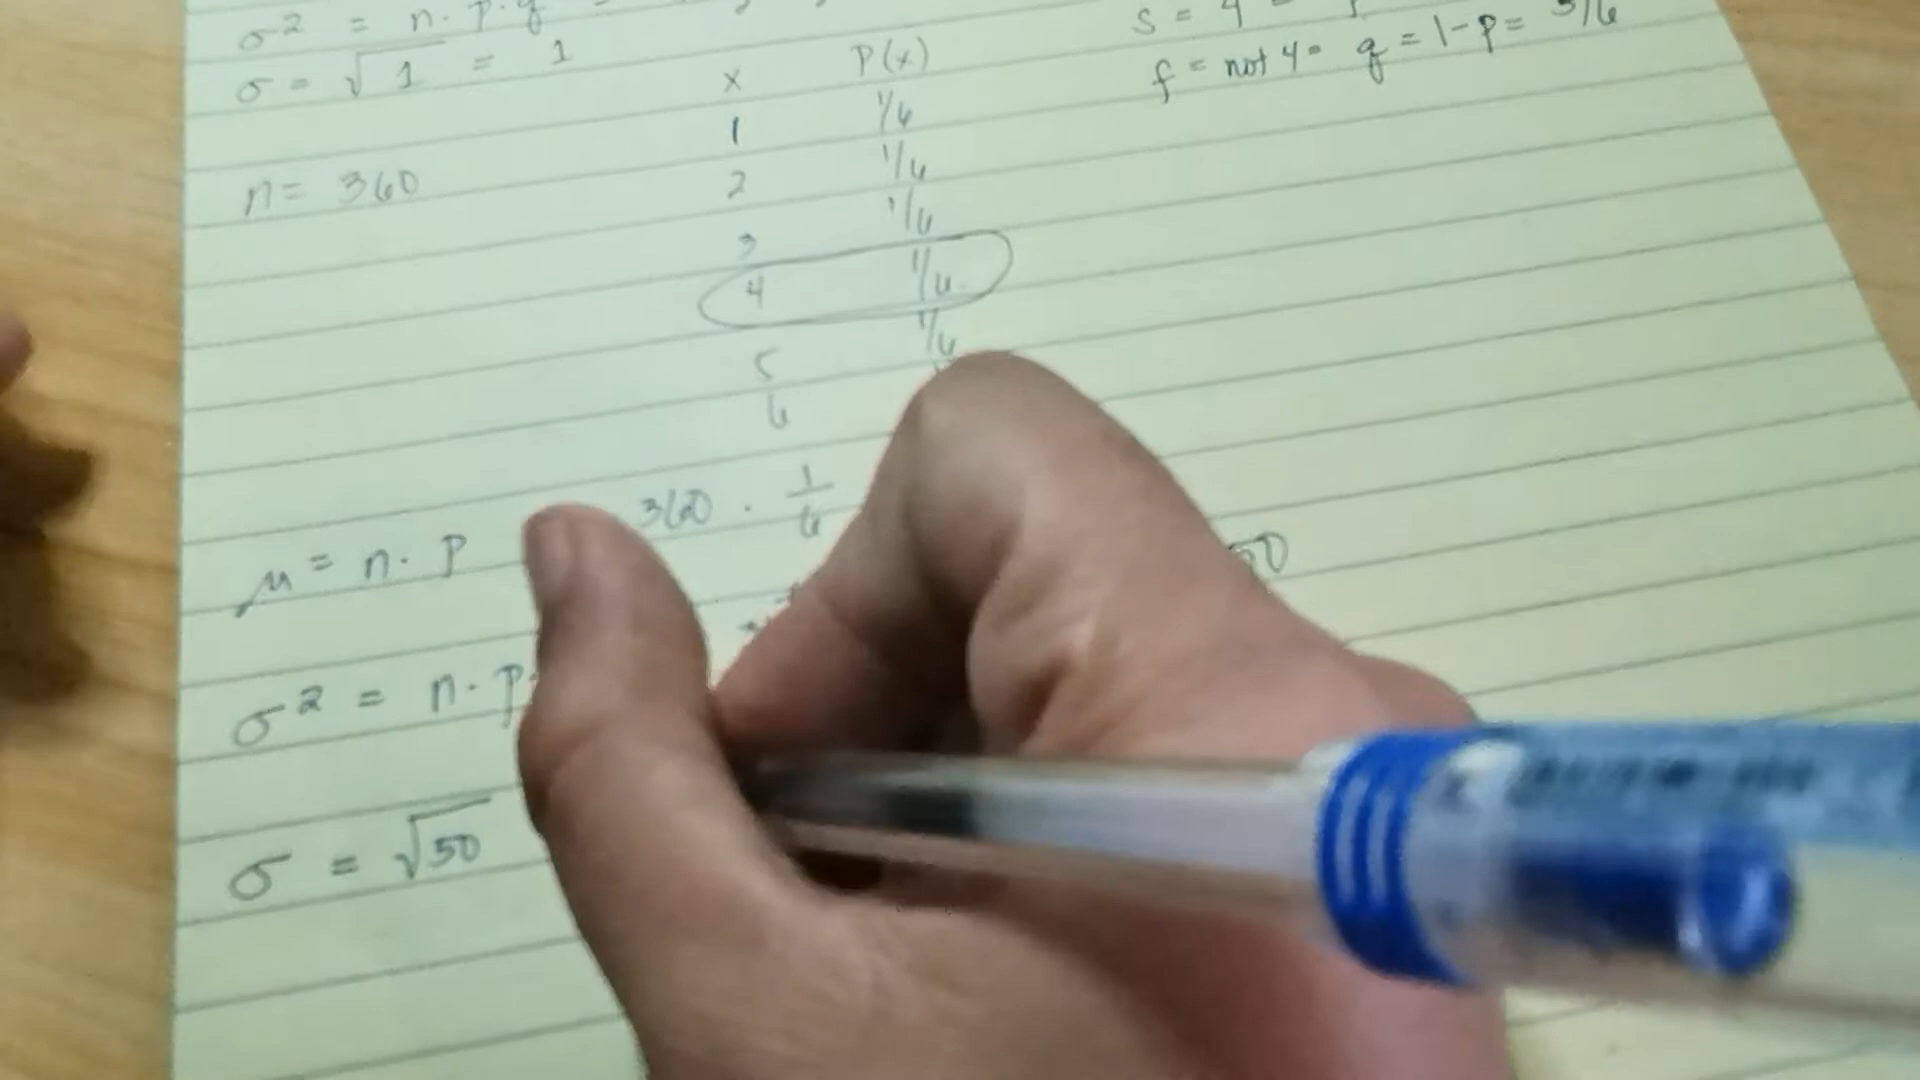 σ² = n · p · q
σ = √1 = 1
s = 4
f = not 4 = q = 1-p = 5/6
x P(x)
1 1/6
n = 360
2 1/6
3 1/6
4 1/6
5 1/6
6
μ = n · p 360 · 1/6
σ² = n · p
σ = √50